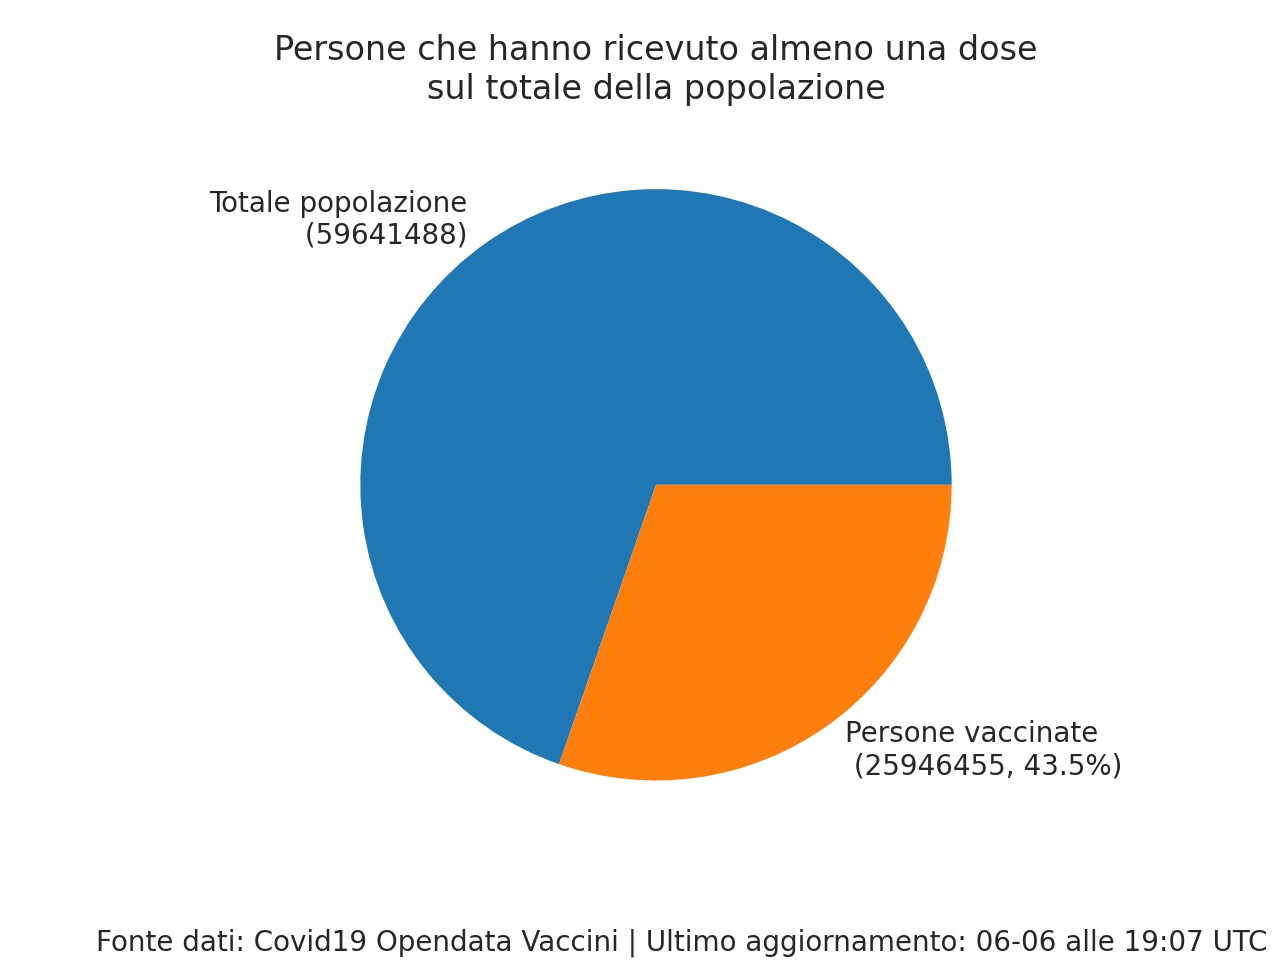 Persone che hanno ricevuto almeno una dose
sul totale della popolazione
Totale popolazione
(59641488)
Persone vaccinate
(25946455, 43.5%)
Fonte dati: Covid19 Opendata Vaccini | Ultimo aggiornamento: 06-06 alle 19:07 UTC